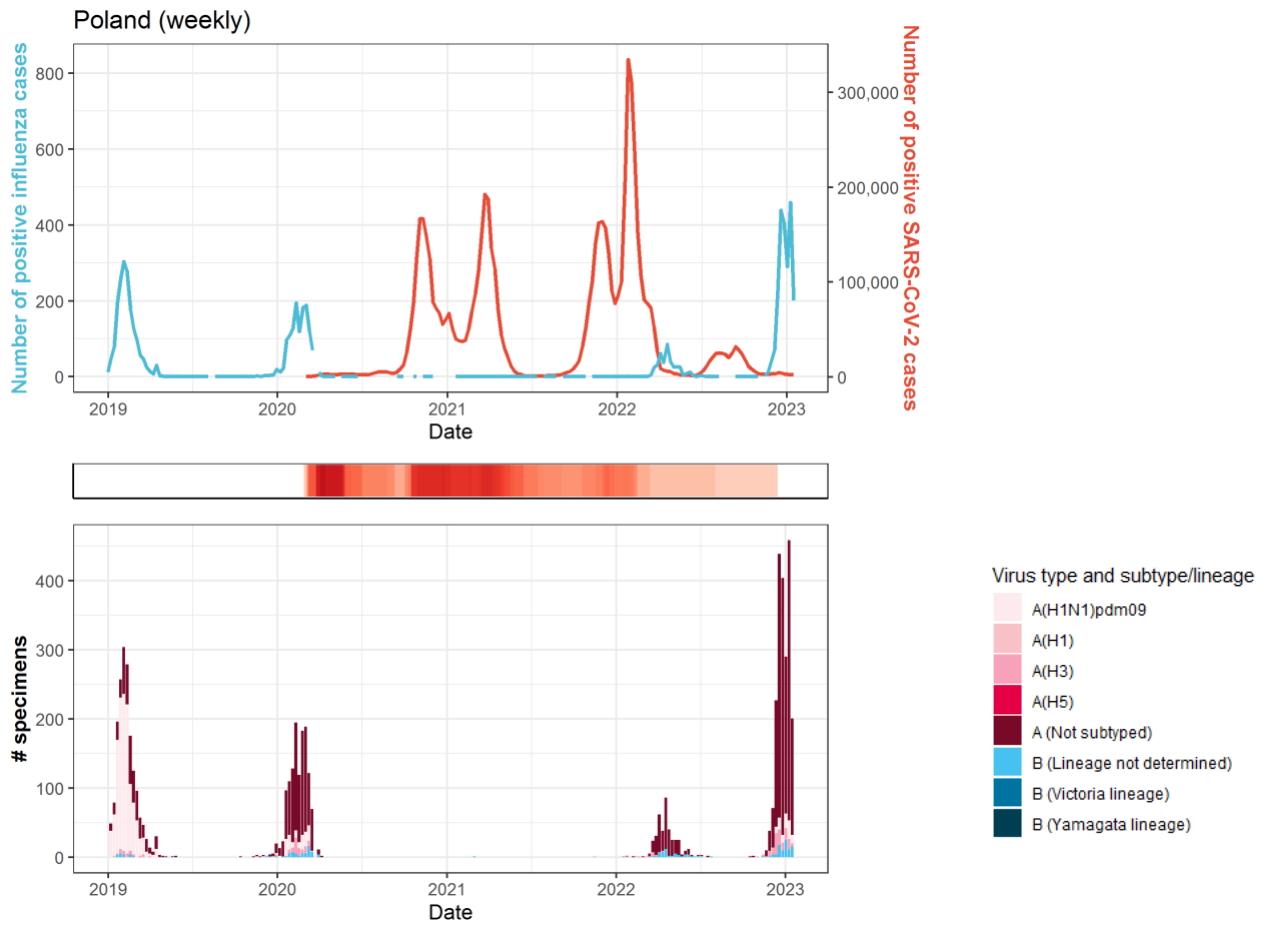 Poland (weekly)
Number of positive influenza cases
800
600
400
200
0
300,000
200,000
100,000
0
Number of positive SARS-CoV-2 cases
2019 2020 2021 2022 2023
Date
# specimens
400
300
200
100
0
2019 2020 2021 2022 2023
Date
Virus type and subtype/lineage
A(H1N1)pdm09
A(H1)
A(H3)
A(H5)
A (Not subtyped)
B (Lineage not determined)
B (Victoria lineage)
B (Yamagata lineage)